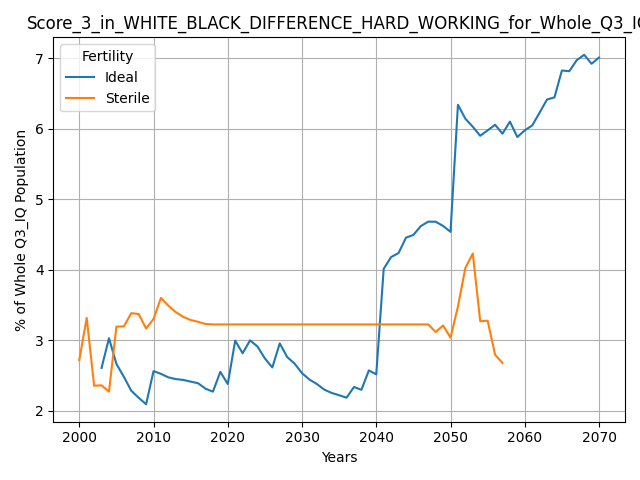 Score_3_in_WHITE_BLACK_DIFFERENCE_HARD_WORKING_for_Whole_Q3_IQ
Fertility
Ideal
Sterile
% of Whole Q3_IQ Population
7
6
5
4
3
2
2000 2010 2020 2030 2040 2050 2060 2070
Years